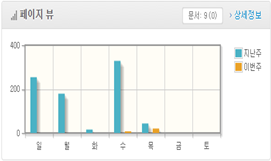 페이지 뷰
문서: 9 (0)
› 상세정보
400
지난주
이번주
200
0
일 월 화 수 목 금 토